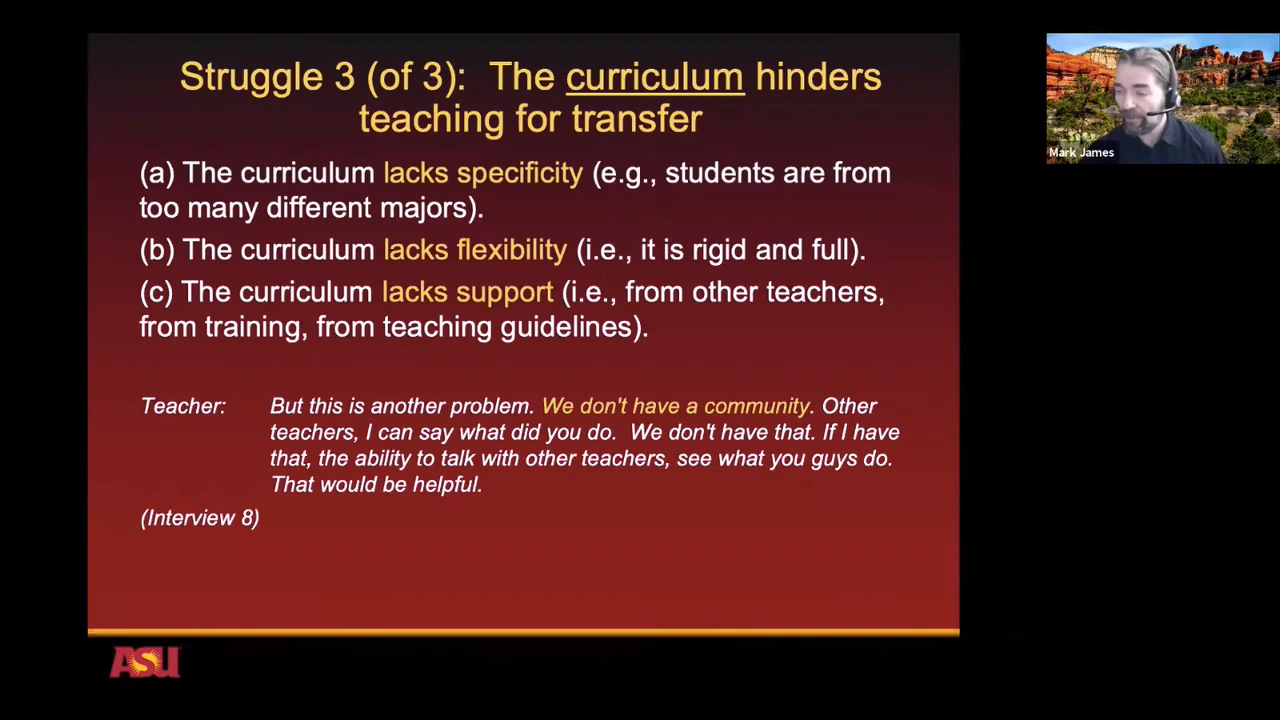 Struggle 3 (of 3):  The curriculum hinders
teaching for transfer
(a) The curriculum lacks specificity (e.g., students are from
too many different majors).
(b) The curriculum lacks flexibility (i.e., it is rigid and full).
(c) The curriculum lacks support (i.e., from other teachers,
from training, from teaching guidelines).
Teacher: But this is another problem. We don't have a community. Other
teachers, I can say what did you do.  We don't have that. If I have
that, the ability to talk with other teachers, see what you guys do.
That would be helpful.
(Interview 8)
ASU
Mark James